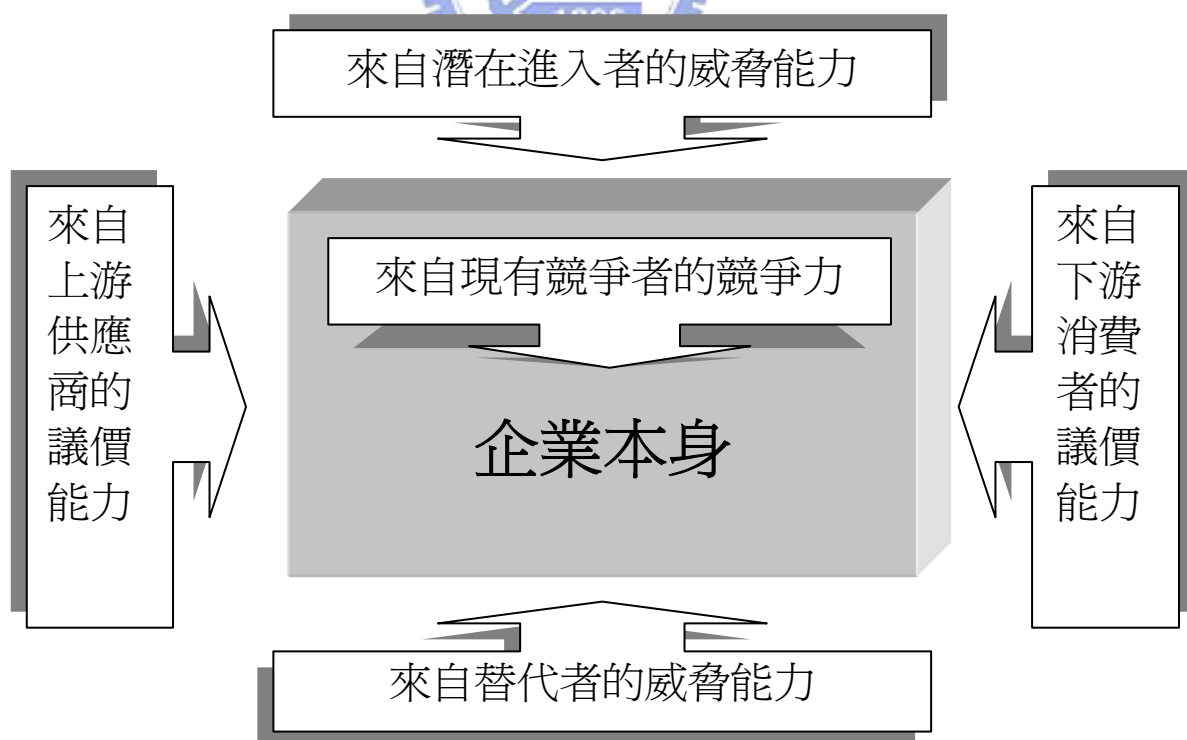 來自潛在進入者的威脅能力
來自
上游
供應
商的
議價
能力
來自現有競爭者的競爭力
企業本身
來自
下游
消費
者的
議價
能力
來自替代者的威脅能力